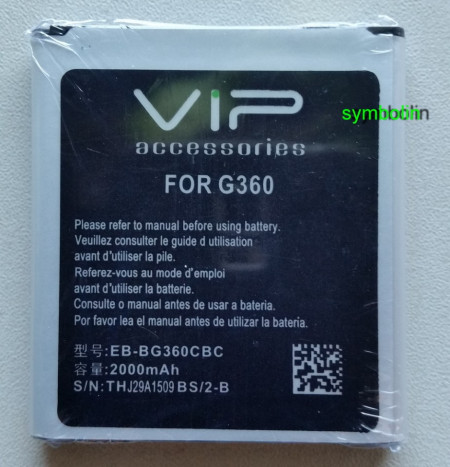 VIP
accessories
symbbolin
FOR G360
Please refer to manual before using battery.
Veuillez consulter le guide d utilisation
avant d'utiliser la pile.
Referez-vous au mode d'emploi
avant d'utiliser la batterie.
Consulte o manual antes de usar a bateria.
Por favor lea el manual antes de utilizar la batería.
型号:EB-BG360CBC
容量:2000mAh
S/N:THJ29A1509 BS/2-B